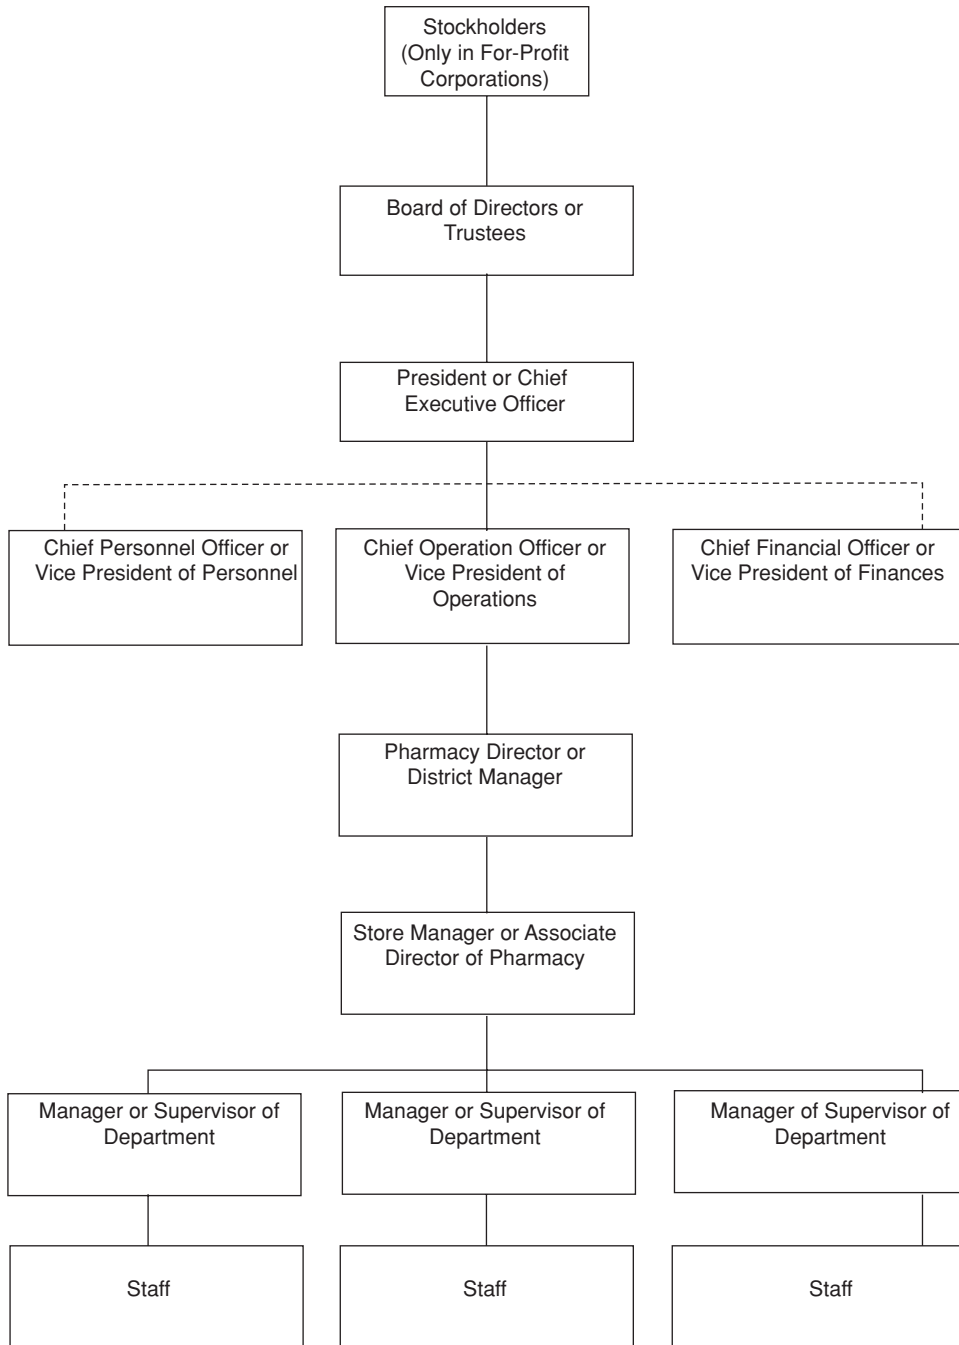 Stockholders
(Only in For-Profit
Corporations)
Board of Directors or
Trustees
President or Chief
Executive Officer
Chief Personnel Officer or
Vice President of Personnel
Chief Operation Officer or
Vice President of
Operations
Chief Financial Officer or
Vice President of Finances
Pharmacy Director or
District Manager
Store Manager or Associate
Director of Pharmacy
Manager or Supervisor of
Department
Manager or Supervisor of
Department
Manager of Supervisor of
Department
Staff
Staff
Staff